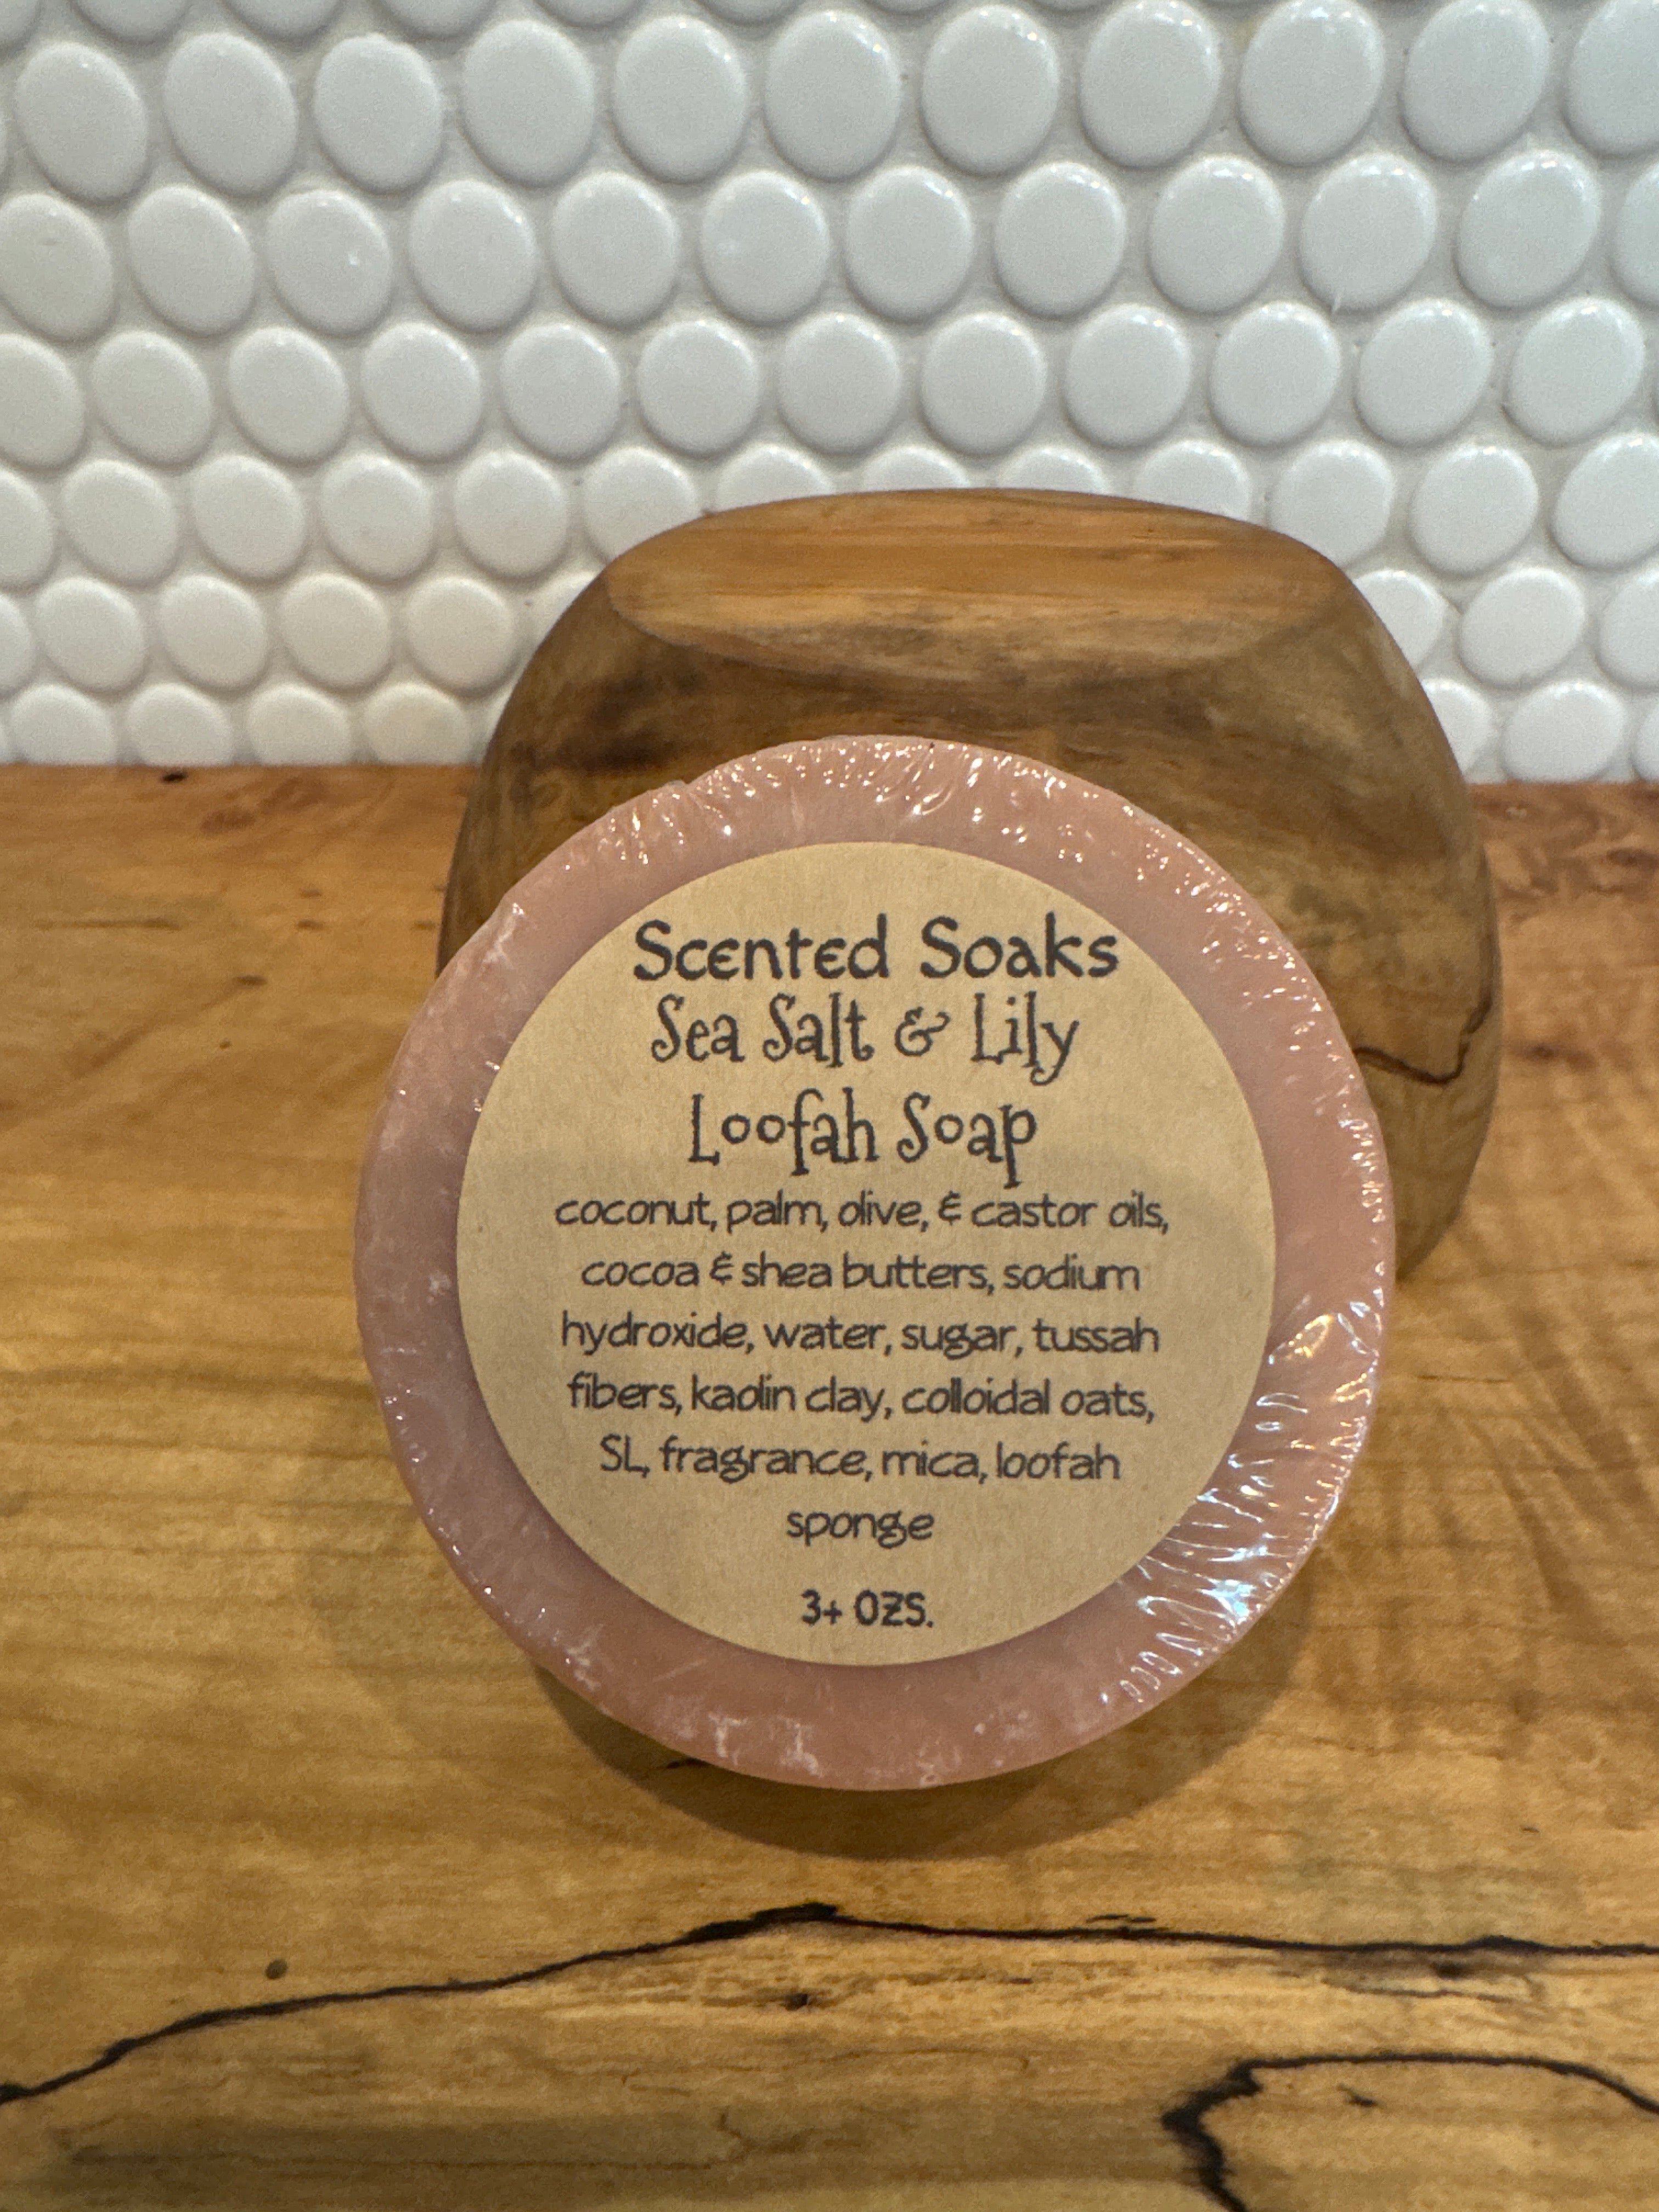 Scented Soaks
Sea Salt & Lily
Loofah Soap
coconut, palm, olive, & castor oils,
cocoa & shea butters, sodium
hydroxide, water, sugar, tussah
fibers, kaolin clay, colloidal oats,
SL, fragrance, mica, loofah
sponge
3+ OZS.